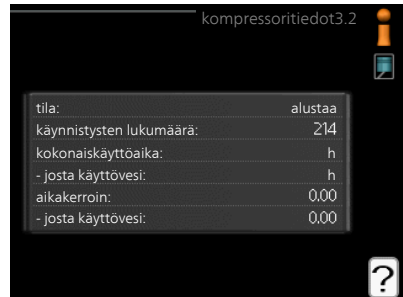 kompressoritiedot3.2
tila: alustaa
käynnistysten lukumäärä: 214
kokonaiskäyttöaika: h
- josta käyttövesi: h
aikakerroin: 0.00
- josta käyttövesi: 0.00
?